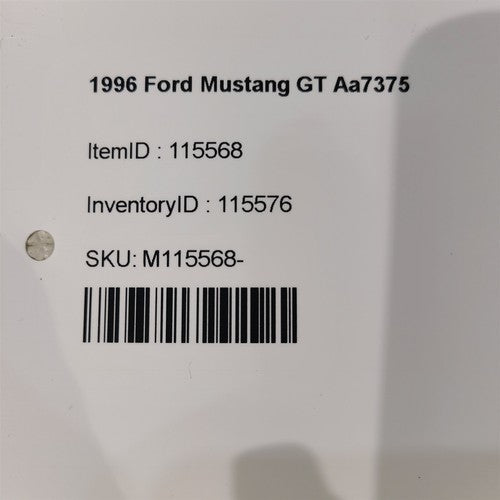 1996 Ford Mustang GT Aa7375
ItemID : 115568
InventoryID : 115576
SKU: M115568-